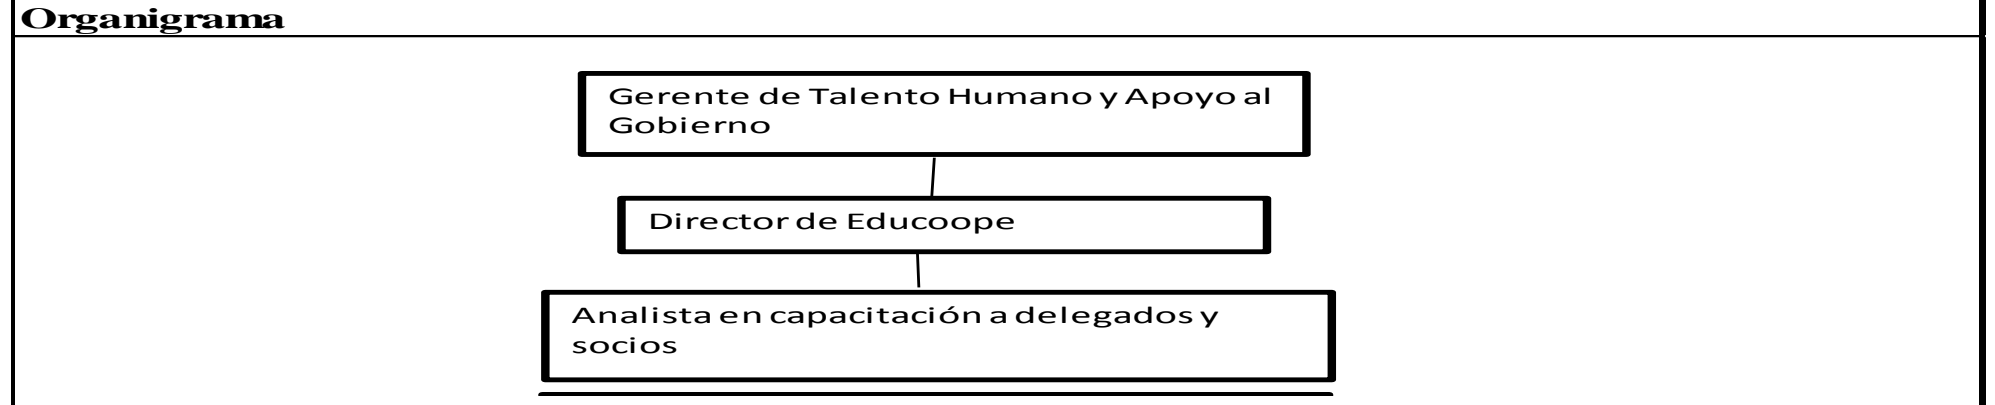 Organigrama
Gerente de Talento Humano y Apoyo al
Gobierno
Director de Educoope
Analista en capacitación a delegados y
socios